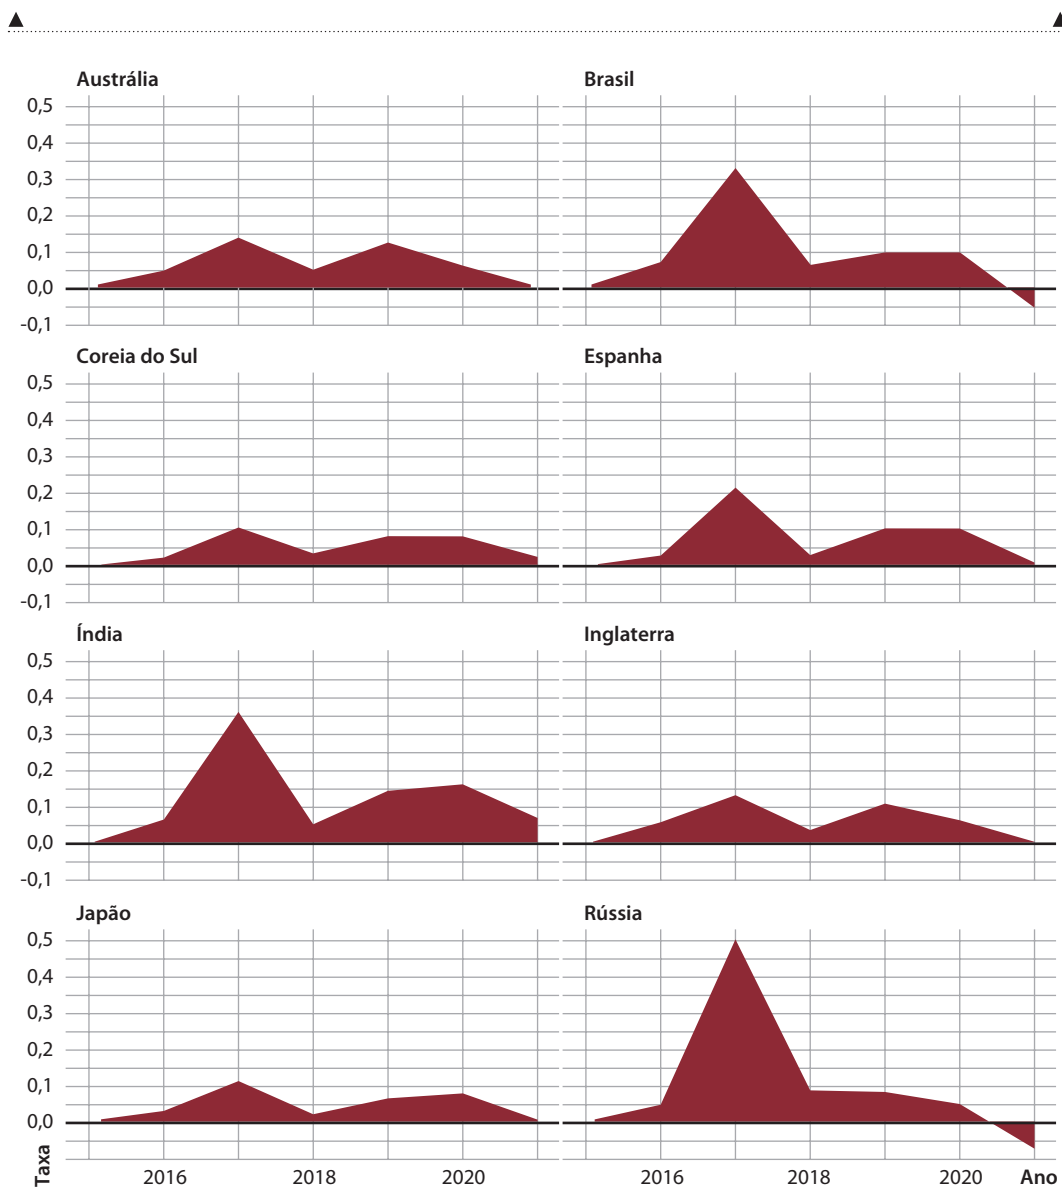 Austrália
0,5
0,4
0,3
0,2
0,1
0,0
-0,1
Brasil
Coreia do Sul
0,5
0,4
0,3
0,2
0,1
0,0
-0,1
Espanha
Índia
0,5
0,4
0,3
0,2
0,1
0,0
-0,1
Inglaterra
Japão
0,5
0,4
0,3
0,2
0,1
0,0
Rússia
Taxa
2016 2018 2020 2016 2018 2020 Ano